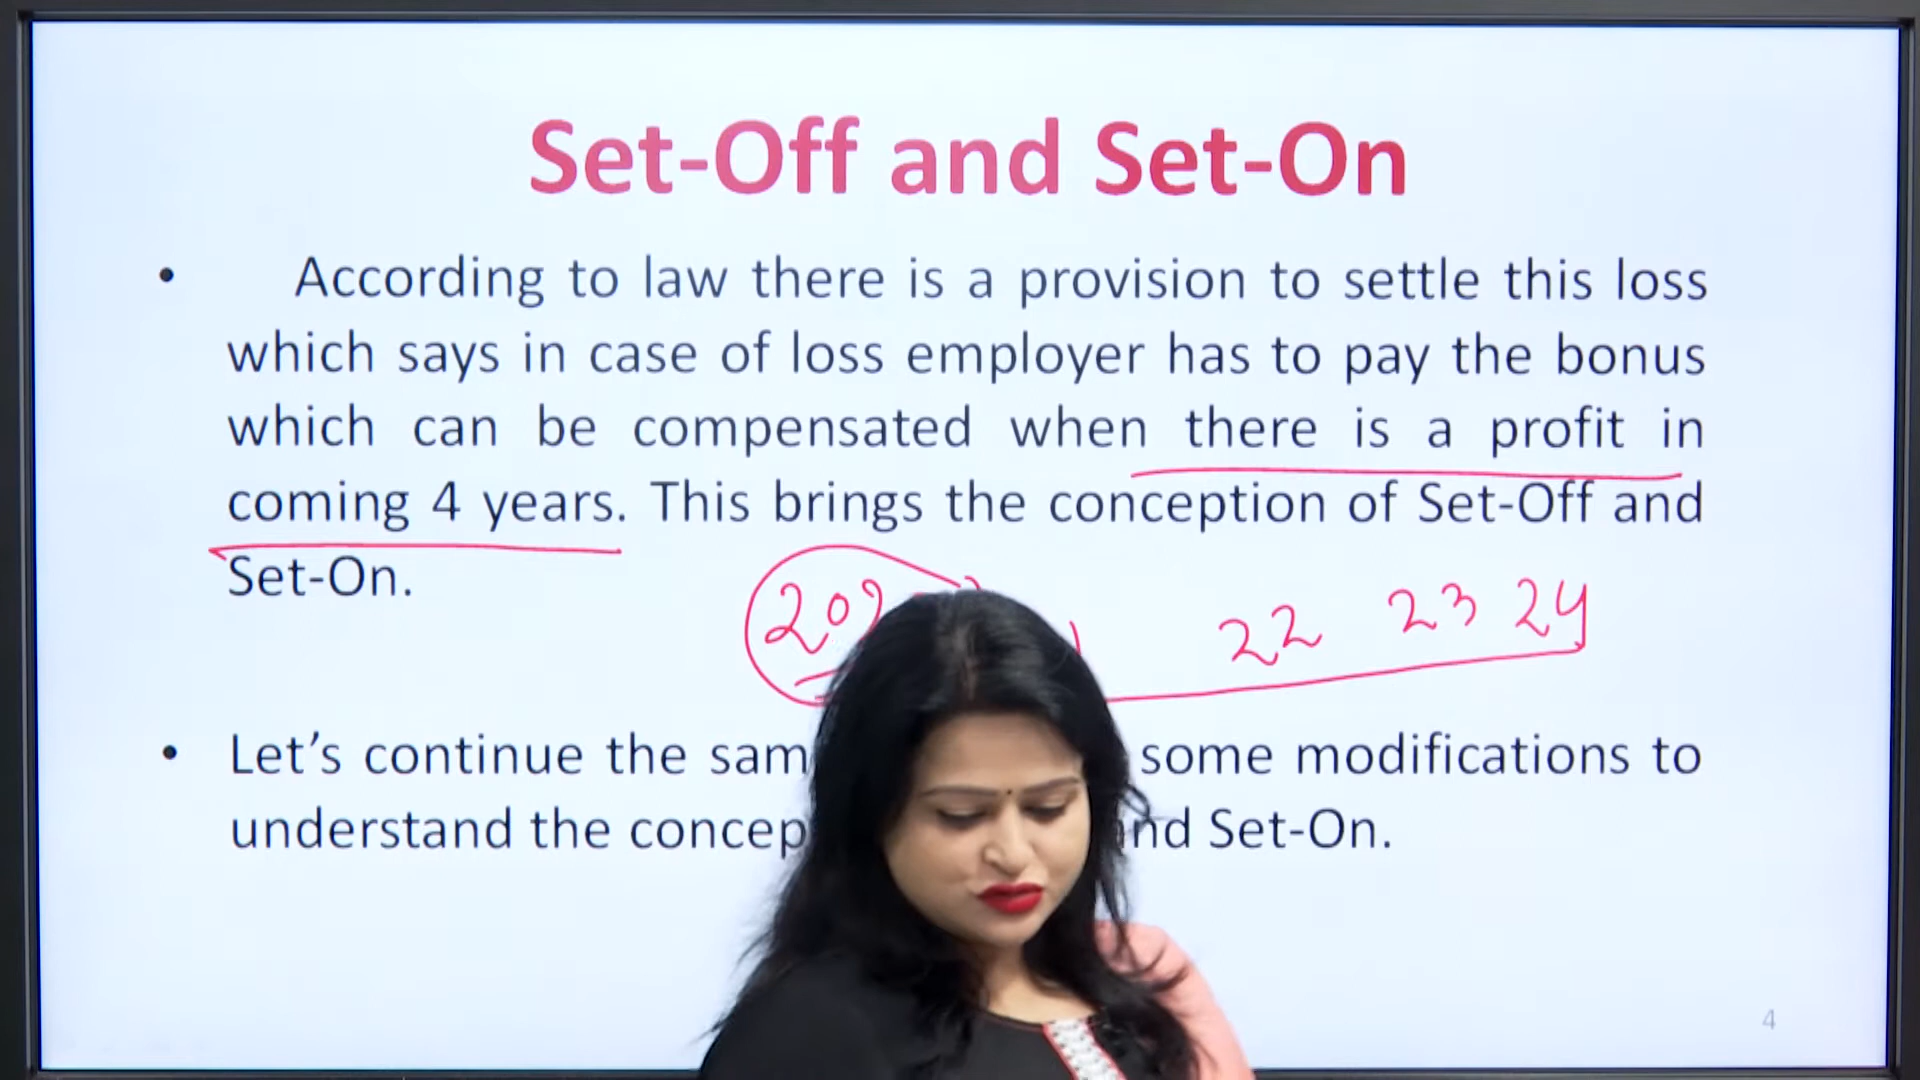 Set-Off and Set-On
• According to law there is a provision to settle this loss
which says in case of loss employer has to pay the bonus
which can be compensated when there is a profit in
coming 4 years. This brings the conception of Set-Off and
Set-On.
22 23 24
• Let's continue the some modifications to
understand the and Set-On.
4